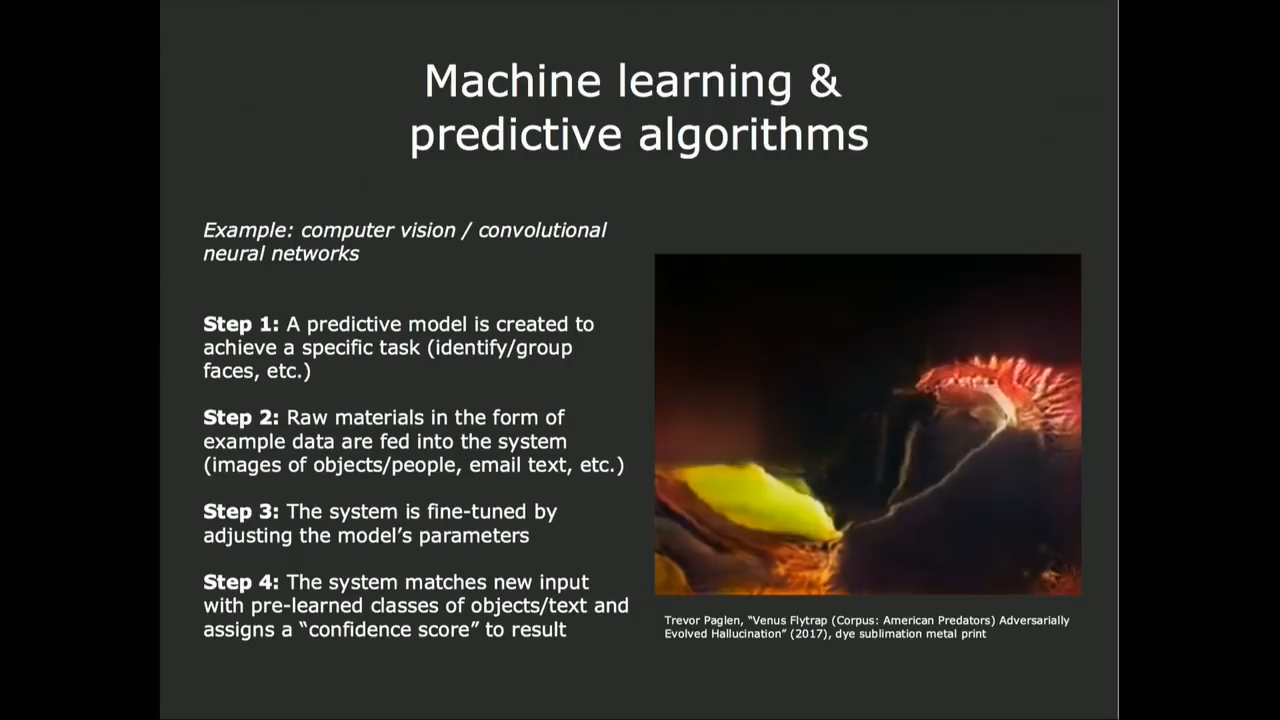 Machine learning &
predictive algorithms
Example: computer vision / convolutional
neural networks
Step 1: A predictive model is created to
achieve a specific task (identify/group
faces, etc.)
Step 2: Raw materials in the form of
example data are fed into the system
(images of objects/people, email text, etc.)
Step 3: The system is fine-tuned by
adjusting the model’s parameters
Step 4: The system matches new input
with pre-learned classes of objects/text and
assigns a “confidence score” to result
Trevor Paglen, “Venus Flytrap (Corpus: American Predators) Adversarially
Evolved Hallucination” (2017), dye sublimation metal print